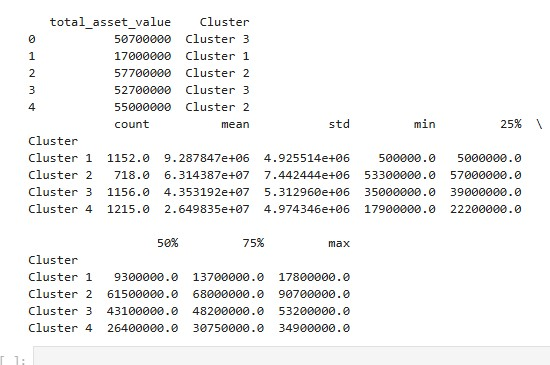 total_asset_value Cluster
0 50700000 Cluster 3
1 17000000 Cluster 1
2 57700000 Cluster 2
3 52700000 Cluster 3
4 55000000 Cluster 2
count mean std min 25% \
Cluster
Cluster 1 1152.0 9.287847e+06 4.925514e+06 500000.0 5000000.0
Cluster 2 718.0 6.314387e+07 7.442444e+06 53300000.0 57000000.0
Cluster 3 1156.0 4.353192e+07 5.312960e+06 35000000.0 39000000.0
Cluster 4 1215.0 2.649835e+07 4.974346e+06 17900000.0 22200000.0
50% 75% max
Cluster
Cluster 1 9300000.0 13700000.0 17800000.0
Cluster 2 61500000.0 68000000.0 90700000.0
Cluster 3 43100000.0 48200000.0 53200000.0
Cluster 4 26400000.0 30750000.0 34900000.0
[ ]: